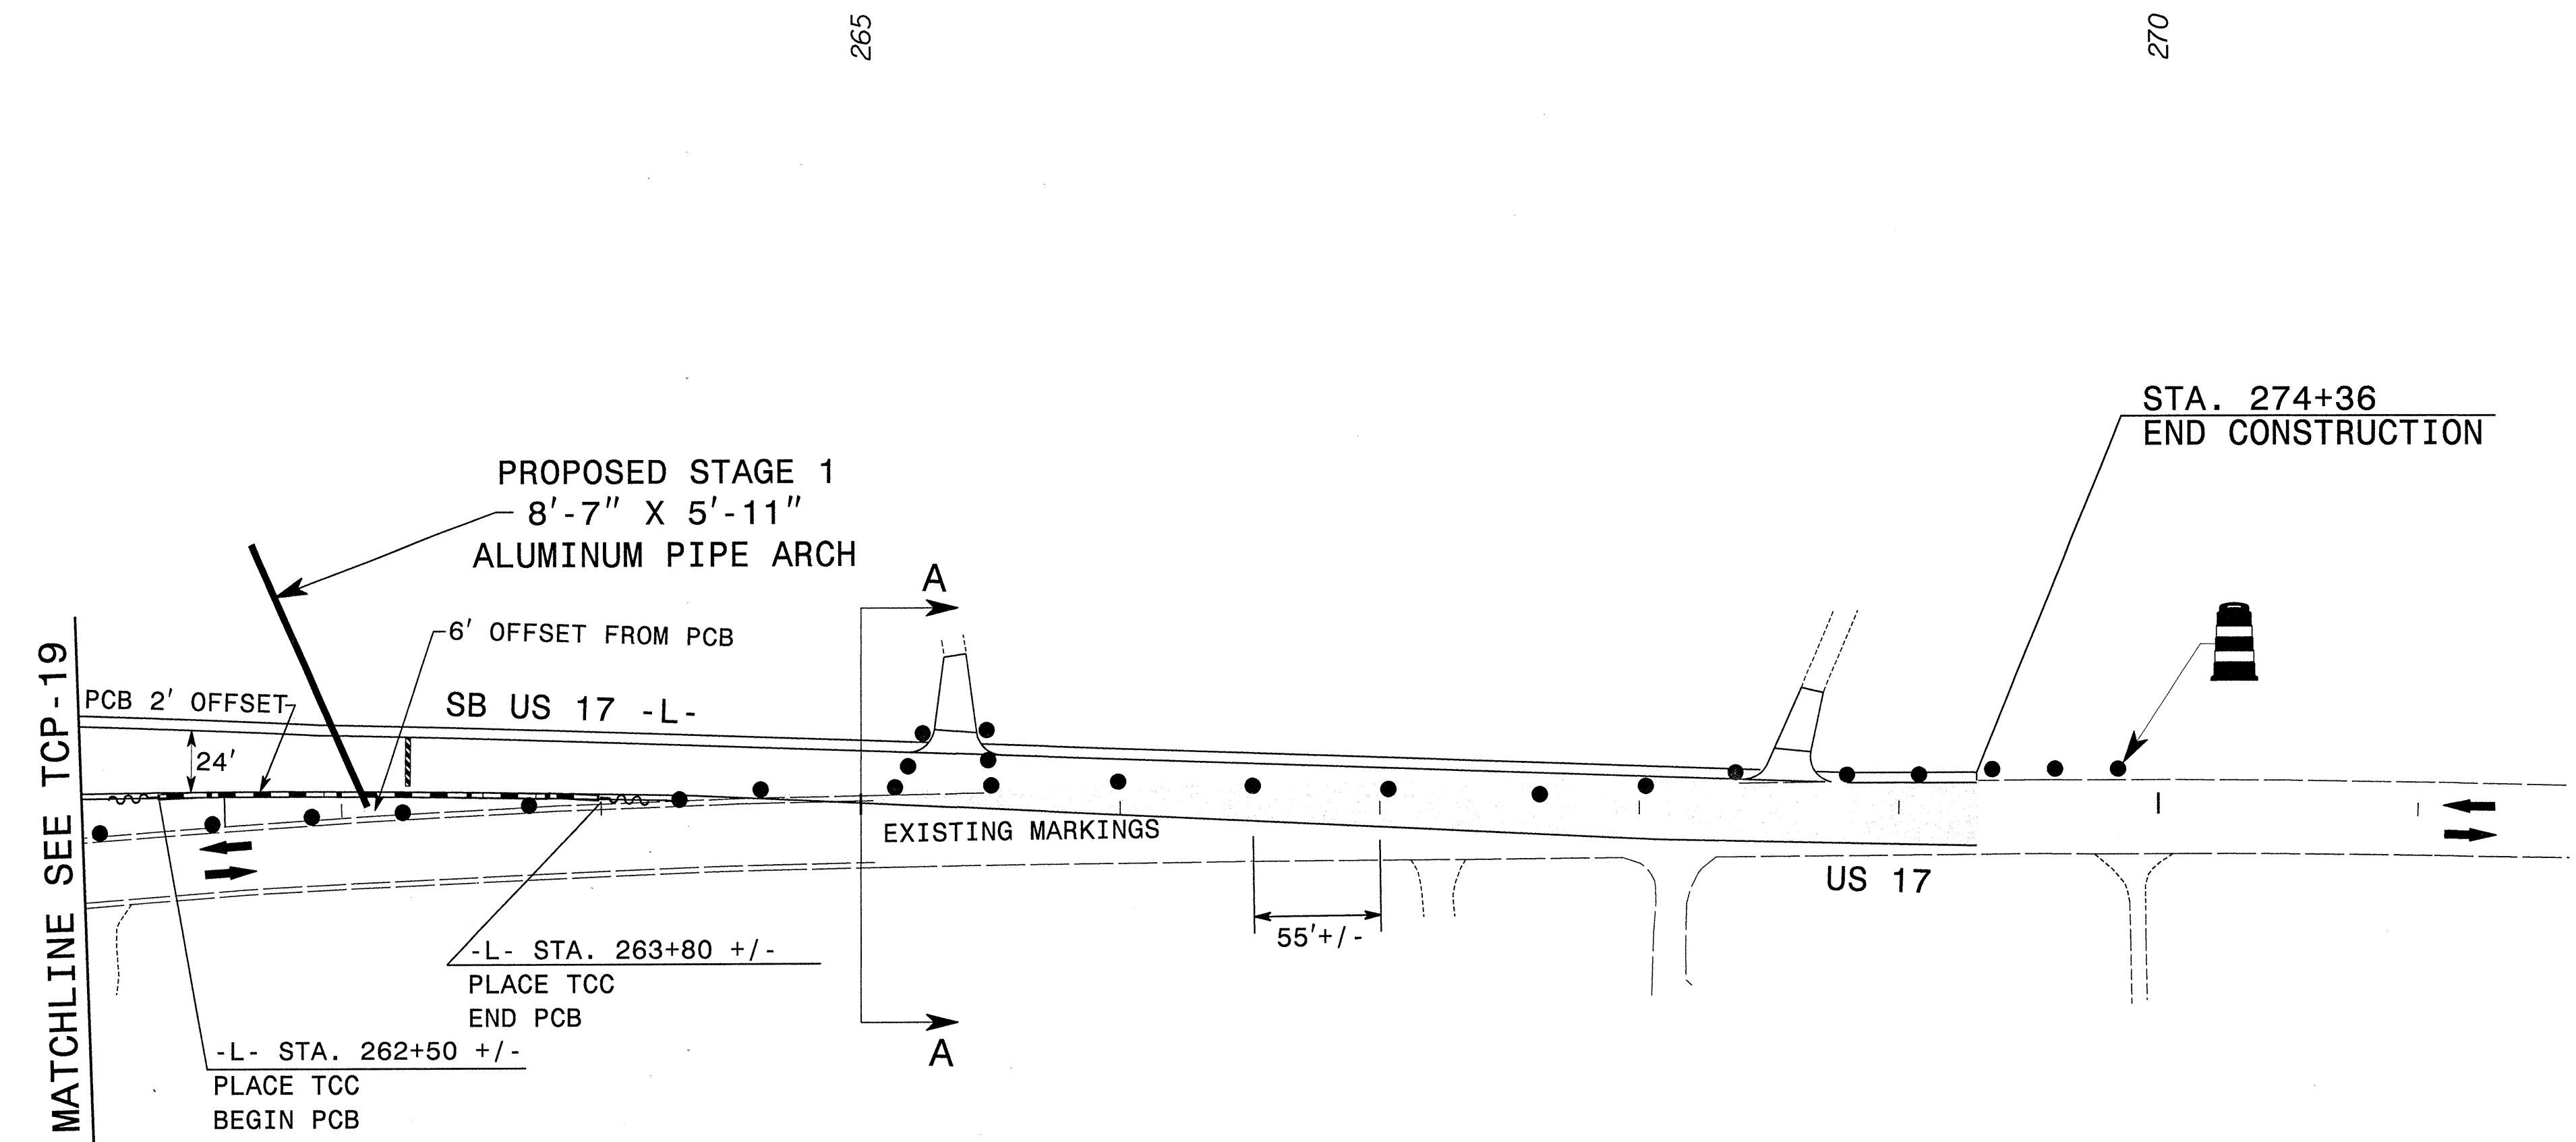 265
270
STA. 274+36
END CONSTRUCTION
PROPOSED STAGE 1
8'-7" X 5'-11"
ALUMINUM PIPE ARCH
A
6' OFFSET FROM PCB
PCB 2' OFFSET
SB US 17 -L-
24'
MATCHLINE SEE TCP-19
EXISTING MARKINGS
US 17
55'+/-
-L- STA. 263+80 +/-
PLACE TCC
END PCB
A
-L- STA. 262+50 +/-
PLACE TCC
BEGIN PCB